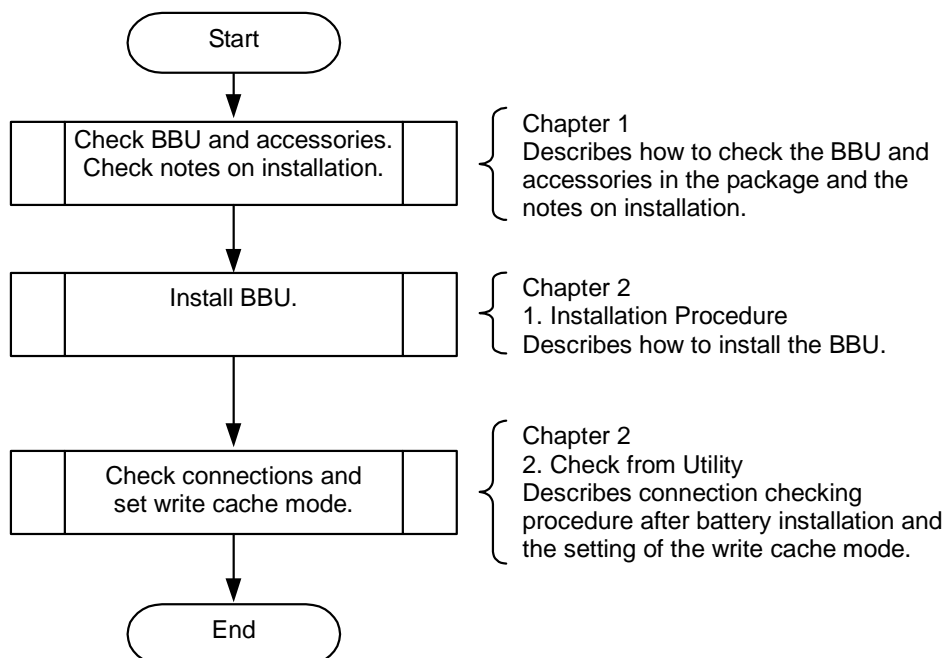 Start
Check BBU and accessories.
Check notes on installation.
Chapter 1
Describes how to check the BBU and
accessories in the package and the
notes on installation.
Install BBU.
Chapter 2
1. Installation Procedure
Describes how to install the BBU.
Check connections and
set write cache mode.
Chapter 2
2. Check from Utility
Describes connection checking
procedure after battery installation and
the setting of the write cache mode.
End